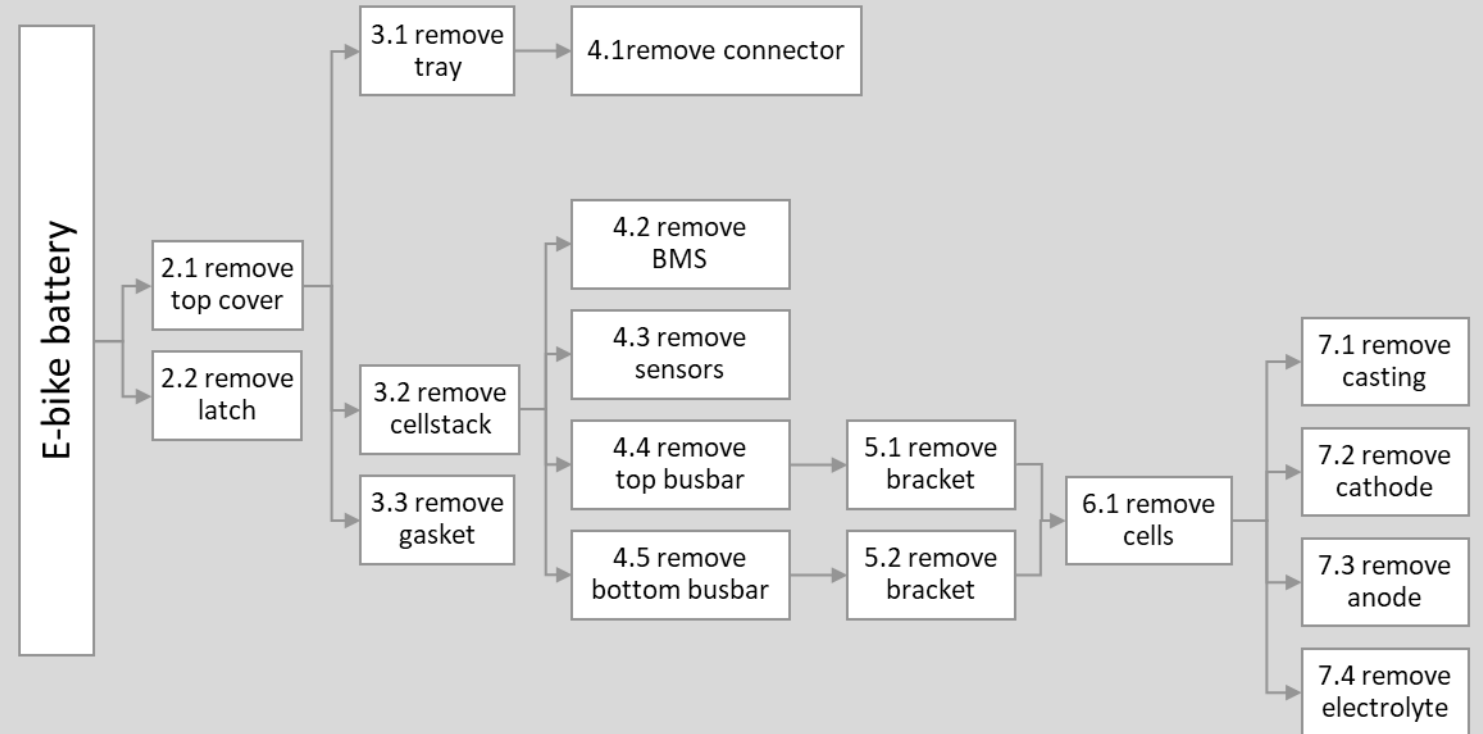 E-bike battery
2.1 remove
top cover
2.2 remove
latch
3.1 remove
tray
3.2 remove
cellstack
3.3 remove
gasket
4.1remove connector
4.2 remove
BMS
4.3 remove
sensors
4.4 remove
top busbar
4.5 remove
bottom busbar
5.1 remove
bracket
5.2 remove
bracket
6.1 remove
cells
7.1 remove
casting
7.2 remove
cathode
7.3 remove
anode
7.4 remove
electrolyte